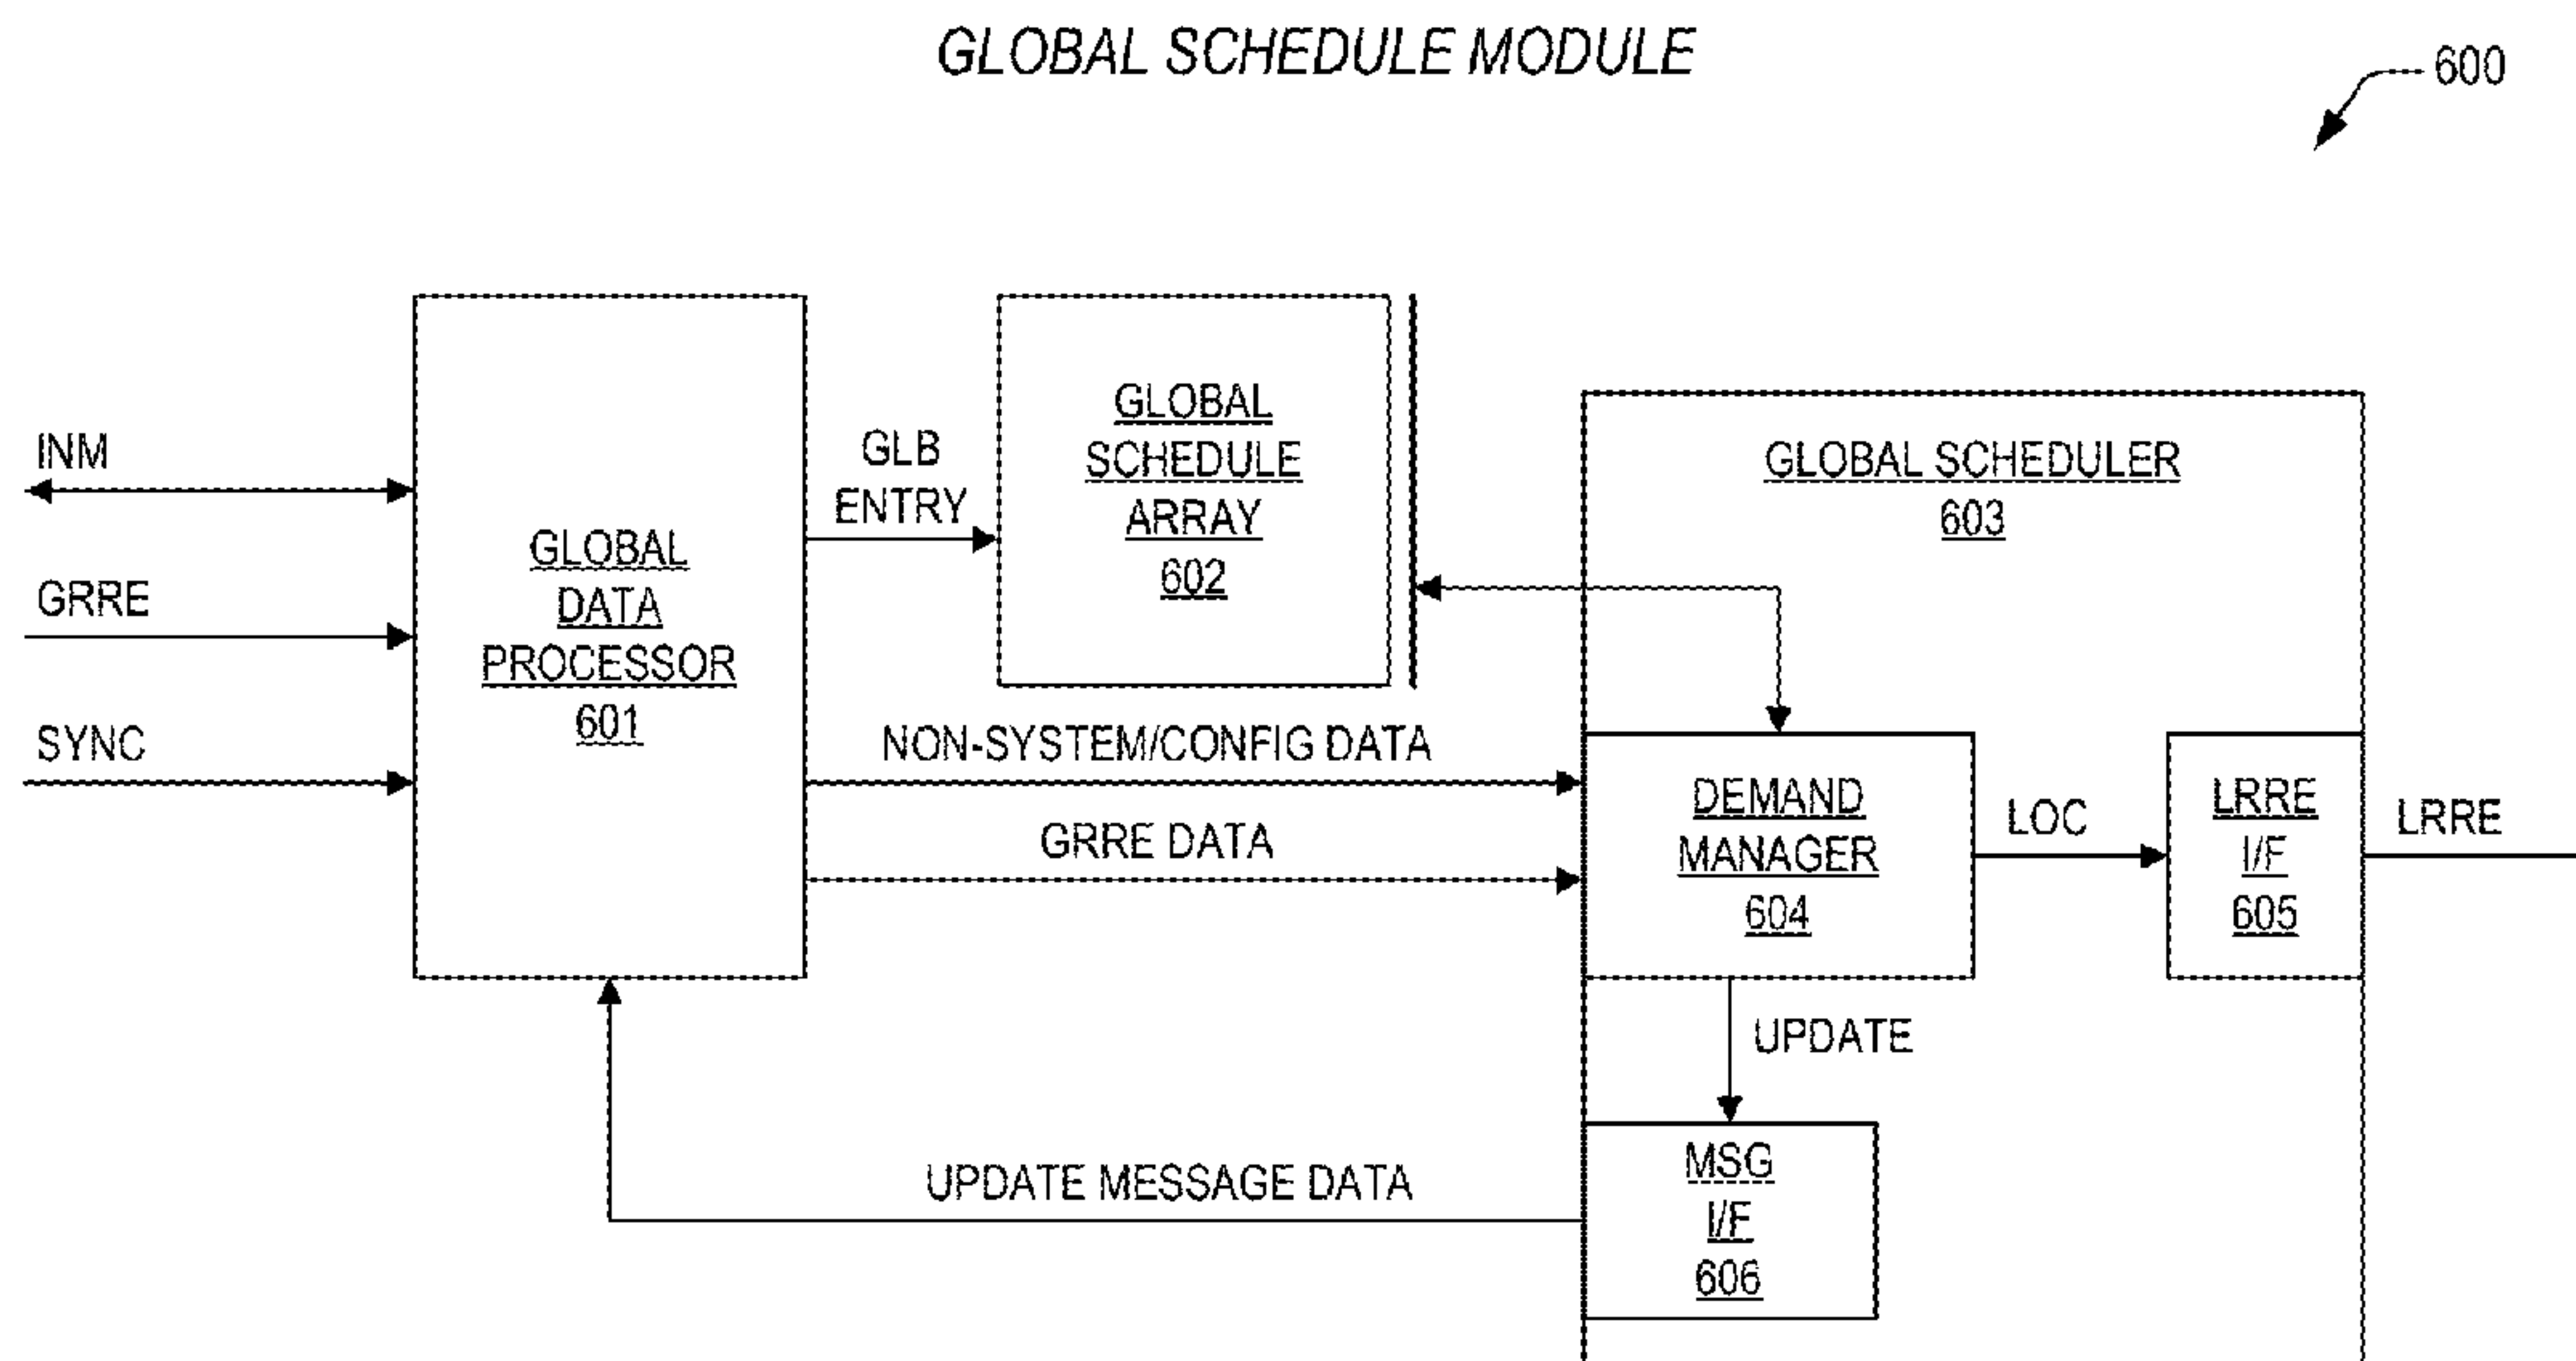 GLOBAL SCHEDULE MODULE
600
INM
GRRE
SYNC
GLOBAL
DATA
PROCESSOR
601
GLB
ENTRY
GLOBAL
SCHEDULE
ARRAY
602
GLOBAL SCHEDULER
603
NON-SYSTEM/CONFIG DATA
GRRE DATA
DEMAND
MANAGER
604
LOC
LRRE
I/F
605
LRRE
UPDATE
UPDATE MESSAGE DATA
MSG
I/F
606